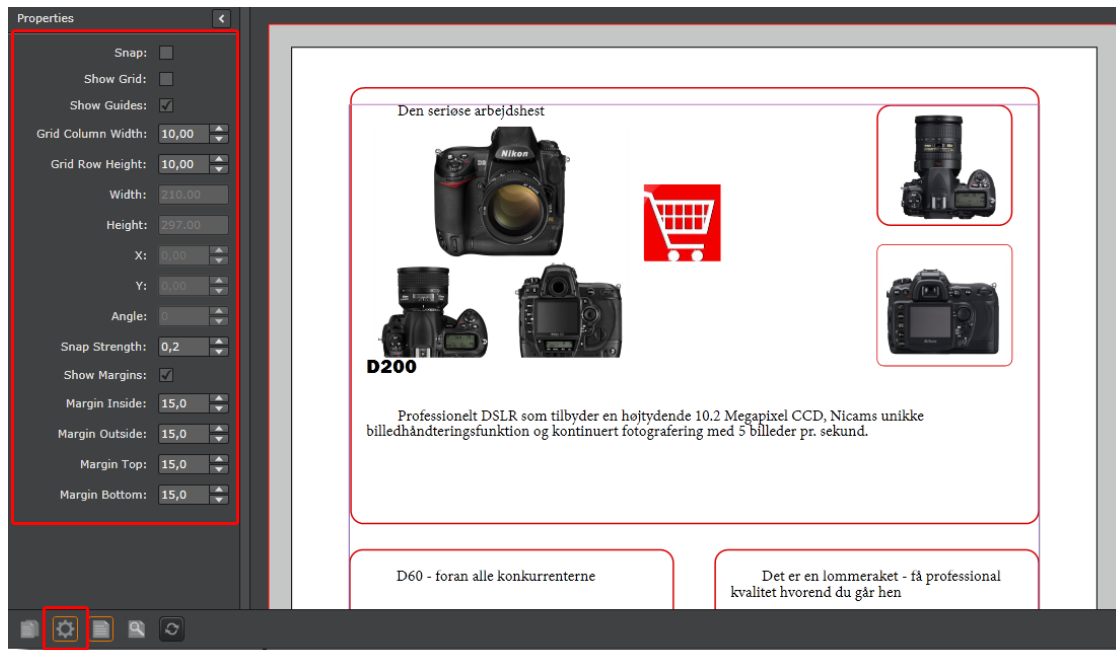 Properties
Snap:
Show Grid:
Show Guides:
Grid Column Width: 10,00
Grid Row Height: 10,00
Width: 210.00
Height: 297.00
X: 0,00
Y: 0,00
Angle: 0
Snap Strength: 0,2
Show Margins:
Margin Inside: 15,0
Margin Outside: 15,0
Margin Top: 15,0
Margin Bottom: 15,0
Den seriøse arbejdshest
Nikon
D200
Professionelt DSLR som tilbyder en højtydende 10.2 Megapixel CCD, Nicams unikke
billedhåndteringsfunktion og kontinuert fotografering med 5 billeder pr. sekund.
D60 - foran alle konkurrenterne
Det er en lommeraket - få professional
kvalitet hvorend du går hen